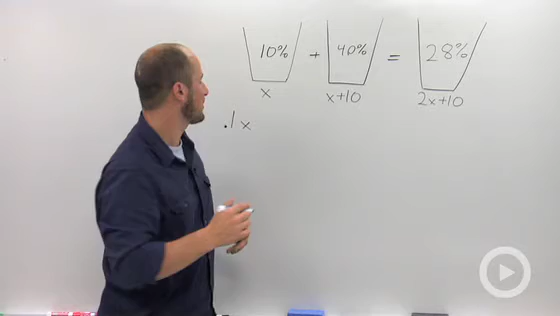 10% + 40% = 28%
x x+10 2x+10
.1x